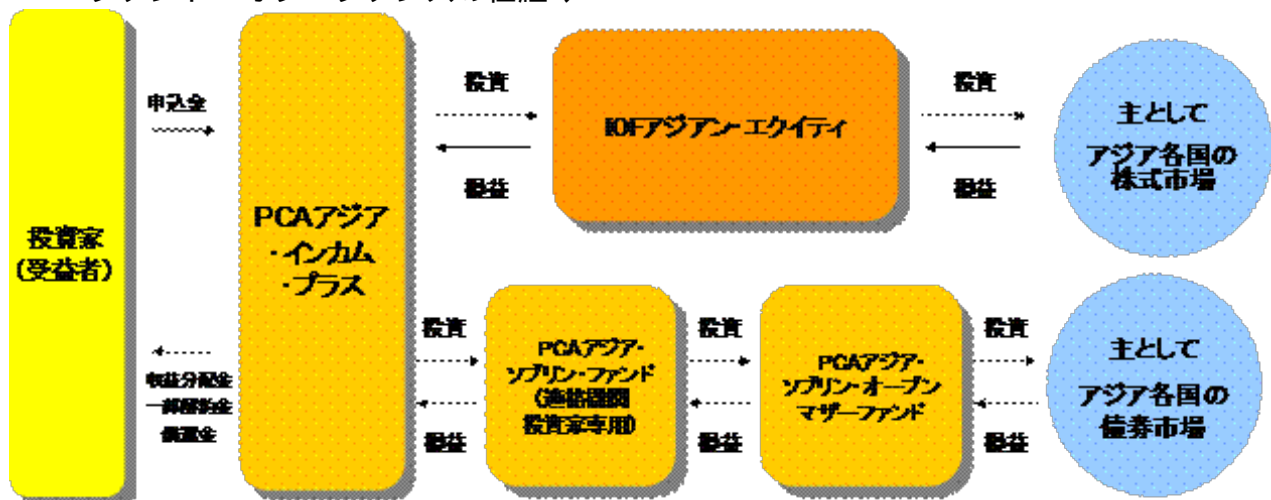 申込金
投資
投資
IOFアジアン・エクイティ
損益
損益
主として
アジア各国の
株式市場
投資家
(受益者)
PCAアジア
・インカム
・プラス
収益分配金
一部解約金
償還金
投資
損益
PCAアジア・
ソブリン・ファンド
(適格機関
投資家専用)
投資
損益
PCAアジア・
ソブリン・オープン
マザーファンド
投資
損益
主として
アジア各国の
債券市場